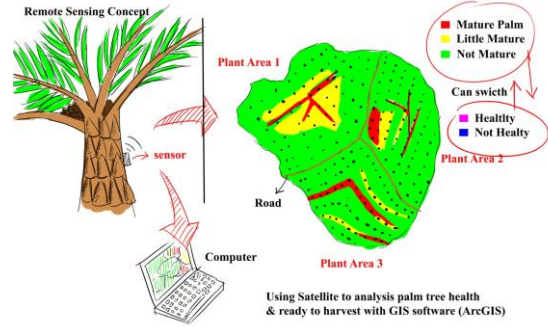 Remote Sensing Concept
Mature Palm
Little Mature
Not Mature
Plant Area 1
Can swicth
Healtity
Not Healty
sensor
Plant Area 2
Road
Computer
Plant Area 3
Using Satellite to analysis palm tree health
& ready to harvest with GIS software (ArcGIS)